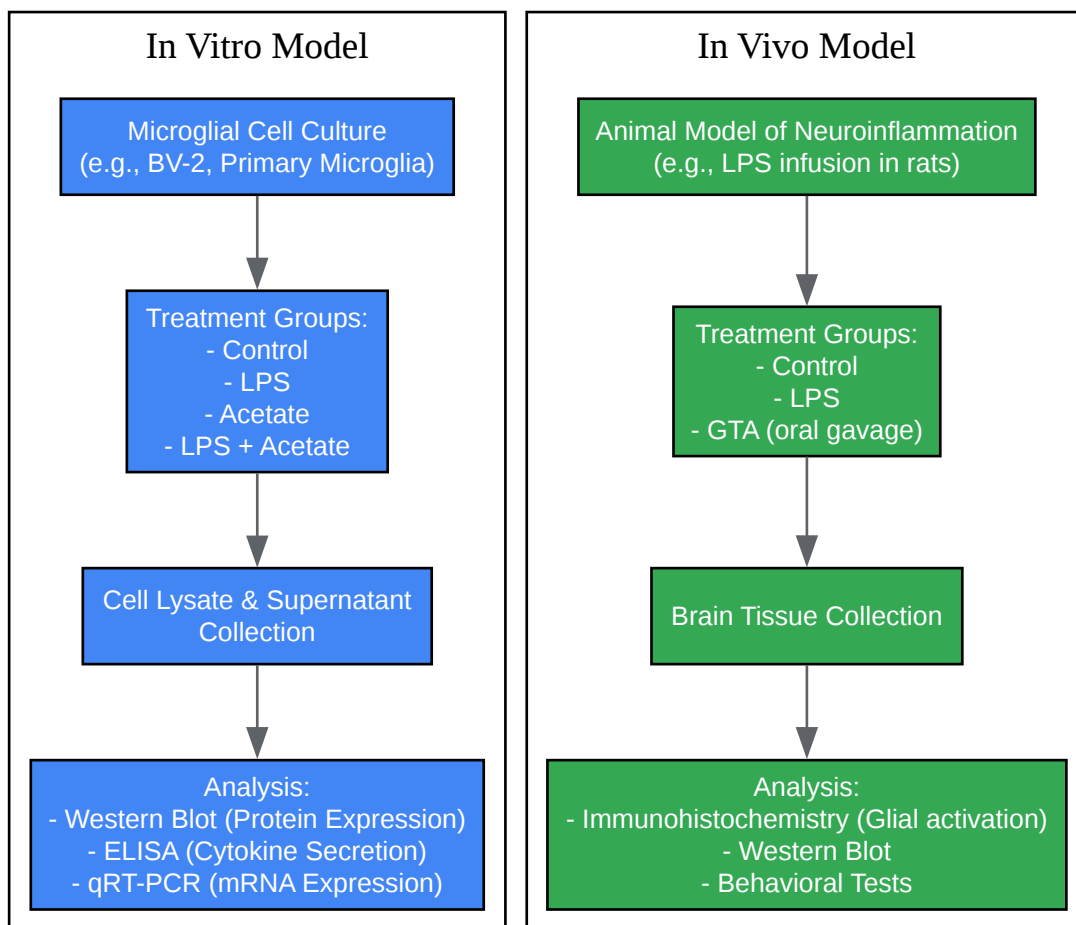 In Vitro Model
Microglial Cell Culture
(e.g., BV-2, Primary Microglia)
Treatment Groups:
- Control
- LPS
- Acetate
- LPS + Acetate
Cell Lysate & Supernatant
Collection
Analysis:
- Western Blot (Protein Expression)
- ELISA (Cytokine Secretion)
- qRT-PCR (mRNA Expression)
In Vivo Model
Animal Model of Neuroinflammation
(e.g., LPS infusion in rats)
Treatment Groups:
- Control
- LPS
- GTA (oral gavage)
Brain Tissue Collection
Analysis:
- Immunohistochemistry (Glial activation)
- Western Blot
- Behavioral Tests